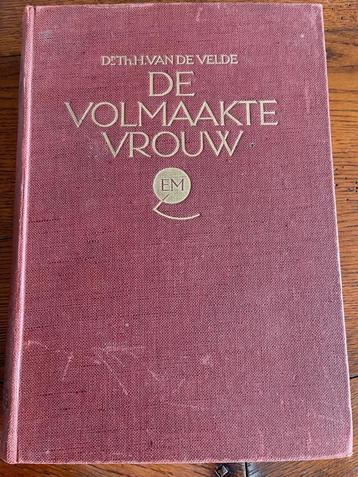 Dr. TH. H. VAN DE VELDE
DE
VOLMAAKTE
VROUW
EM